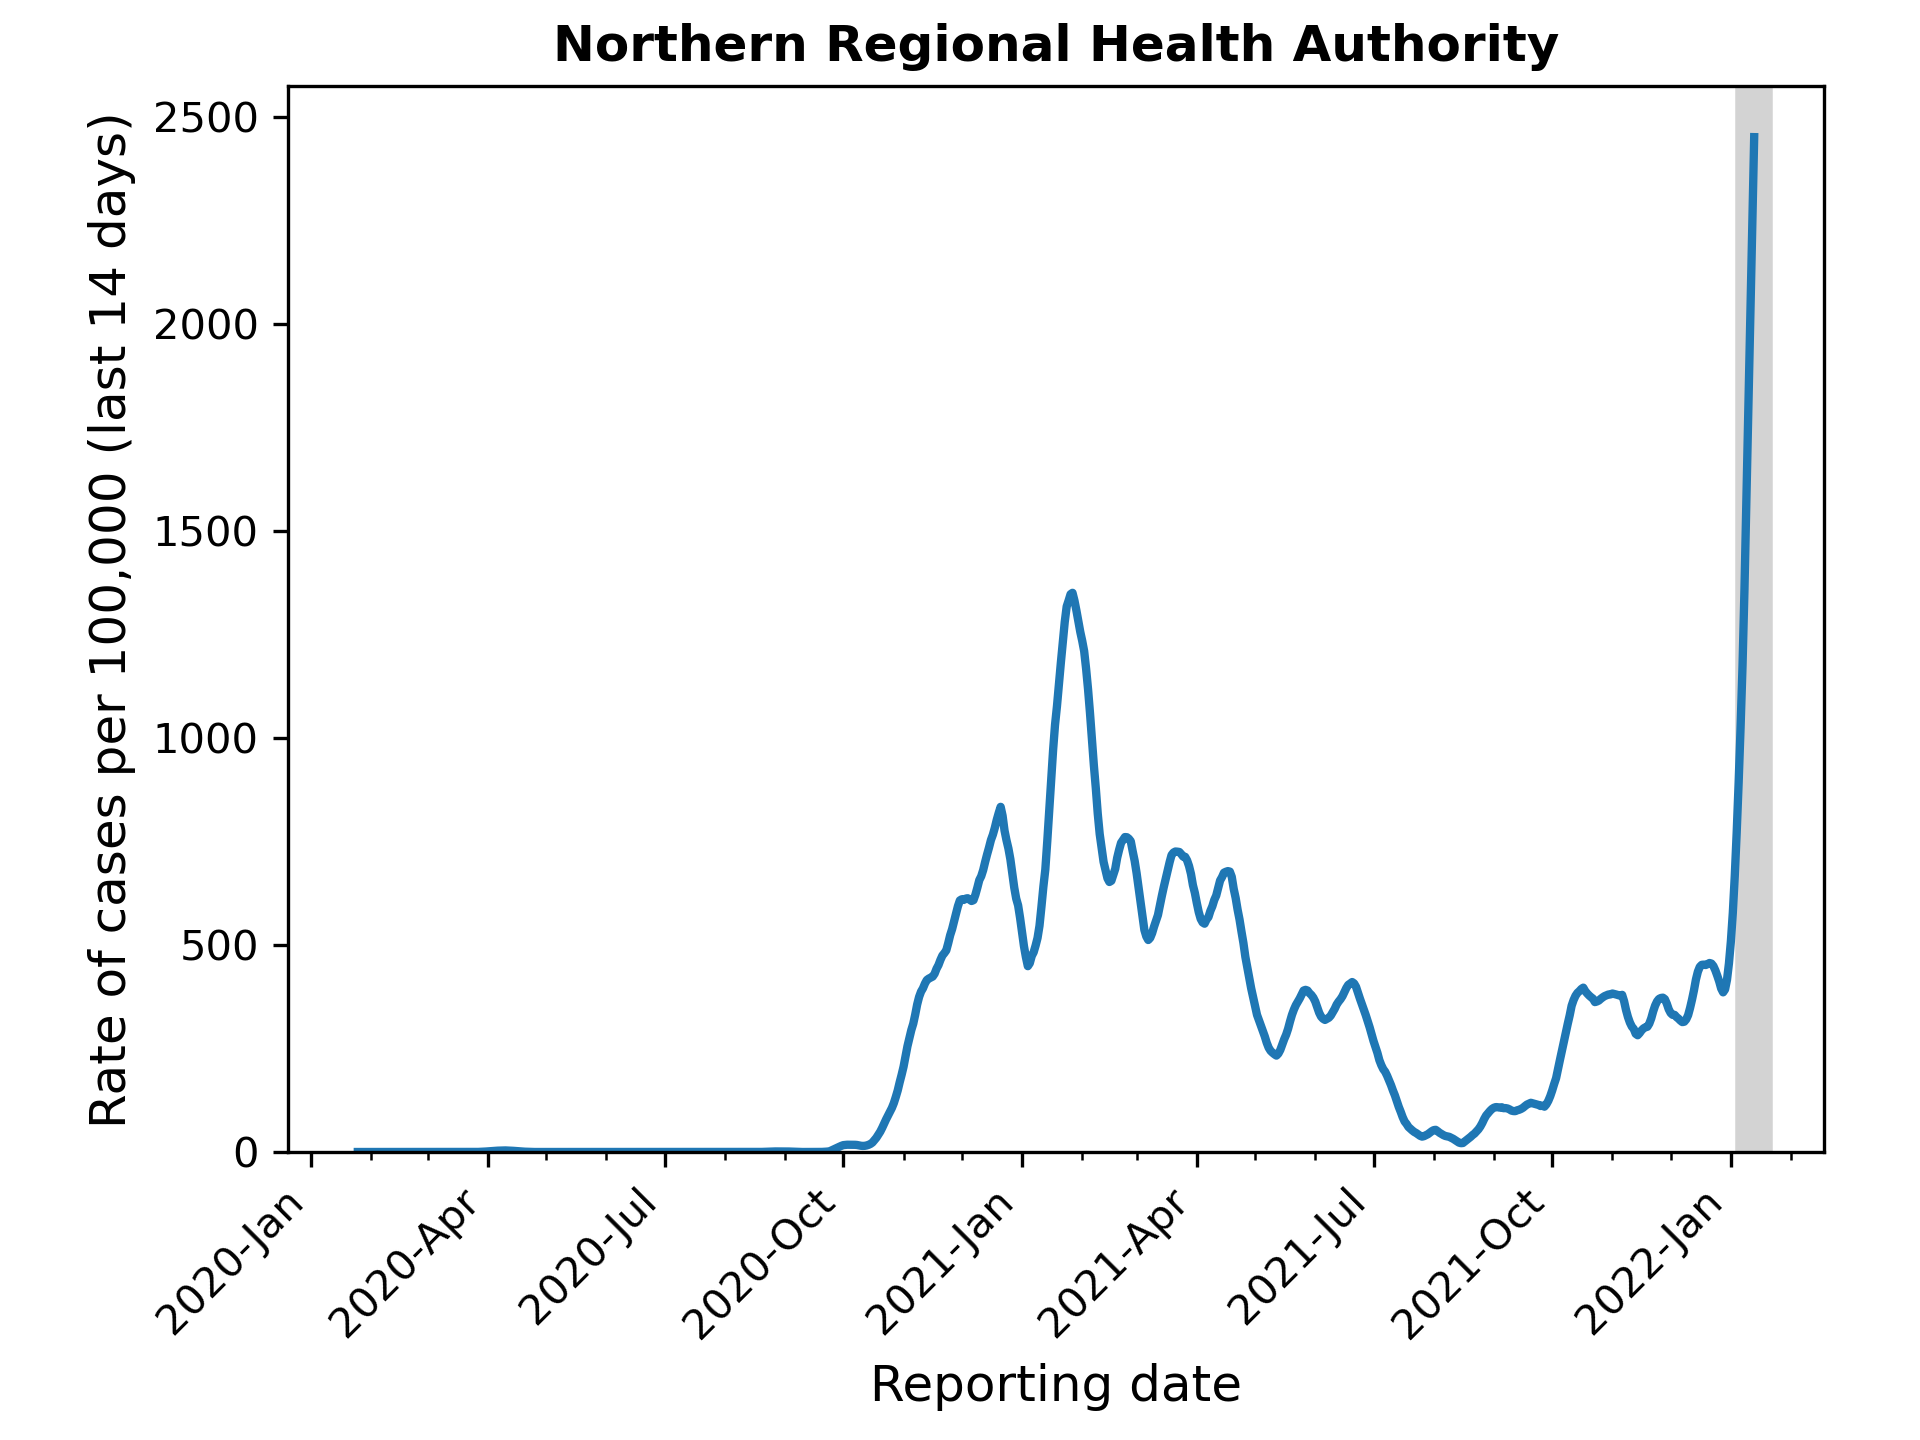 Northern Regional Health Authority
Rate of cases per 100,000 (last 14 days)
2500
2000
1500
1000
500
0
2020-Jan
2020-Apr
2020-Jul
2020-Oct
2021-Jan
2021-Apr
2021-Jul
2021-Oct
2022-Jan
Reporting date